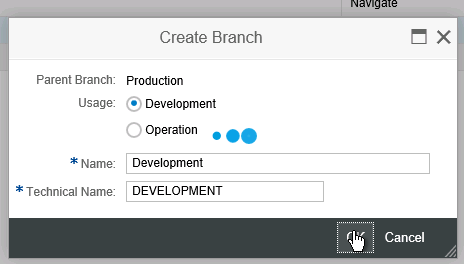 Navigate
Create Branch
Parent Branch: Production
Usage: Development
Operation
* Name: Development
* Technical Name: DEVELOPMENT
Cancel